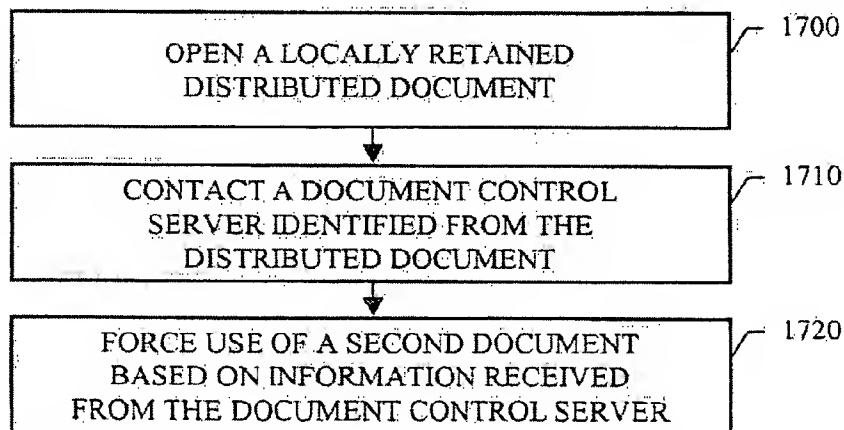 OPEN A LOCALLY RETAINED
DISTRIBUTED DOCUMENT
1700
CONTACT A DOCUMENT CONTROL
SERVER IDENTIFIED FROM THE
DISTRIBUTED DOCUMENT
1710
FORCE USE OF A SECOND DOCUMENT
BASED ON INFORMATION RECEIVED
FROM THE DOCUMENT CONTROL SERVER
1720